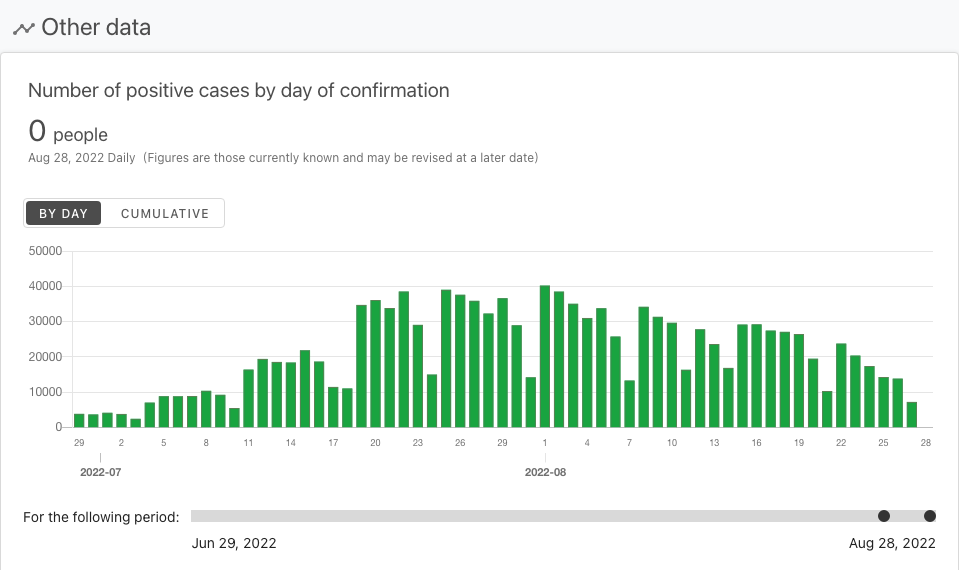 Other data
Number of positive cases by day of confirmation
0 people
Aug 28, 2022 Daily (Figures are those currently known and may be revised at a later date)
BY DAY CUMULATIVE
50000
40000
30000
20000
10000
0
29 2 5 8 11 14 17 20 23 26 29 1 4 7 10 13 16 19 22 25 28
2022-07 2022-08
For the following period:
Jun 29, 2022 Aug 28, 2022